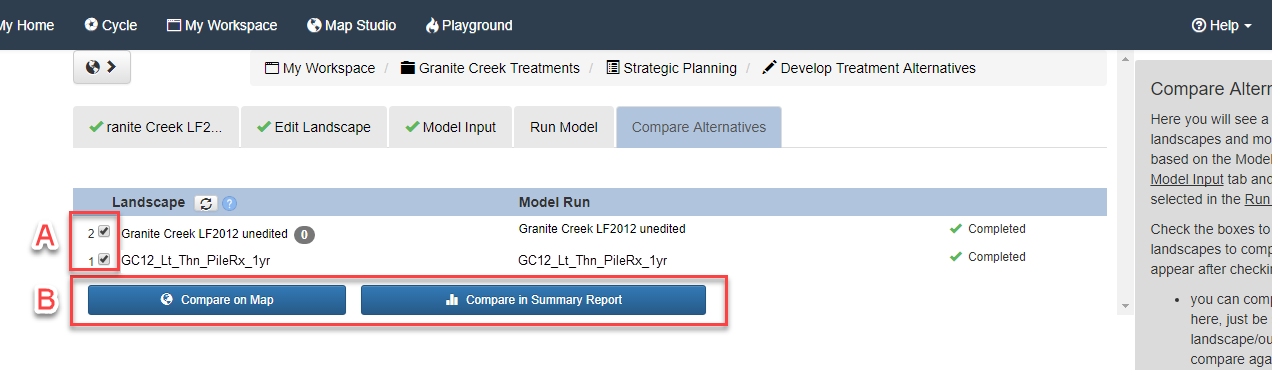 My Home Cycle My Workspace Map Studio Playground Help
My Workspace / Granite Creek Treatments / Strategic Planning / Develop Treatment Alternatives
ranite Creek LF2... Edit Landscape Model Input Run Model Compare Alternatives
Landscape ? Model Run
A
2 Granite Creek LF2012 unedited 0 Granite Creek LF2012 unedited Completed
1 GC12_Lt_Thn_PileRx_1yr GC12_Lt_Thn_PileRx_1yr Completed
B
Compare on Map Compare in Summary Report
Compare Altern
Here you will see a
landscapes and mo
based on the Model
Model Input tab and
selected in the Run
Check the boxes to
landscapes to comp
appear after checkin
• you can comp
here, just be
landscape/ou
compare aga